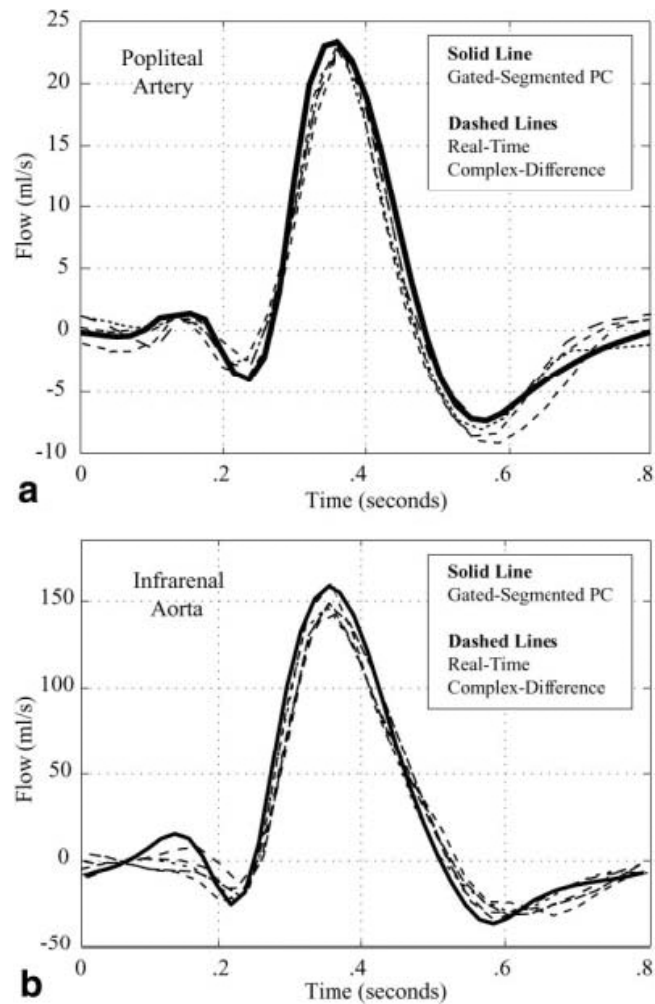 25
20
15
10
5
0
-5
-10
Flow (ml/s)
Popliteal
Artery
Solid Line
Gated-Segmented PC
Dashed Lines
Real-Time
Complex-Difference
0
.2
.4
.6
.8
Time (seconds)
a
150
100
50
0
-50
Flow (ml/s)
Infrarenal
Aorta
Solid Line
Gated-Segmented PC
Dashed Lines
Real-Time
Complex-Difference
0
.2
.4
.6
.8
Time (seconds)
b